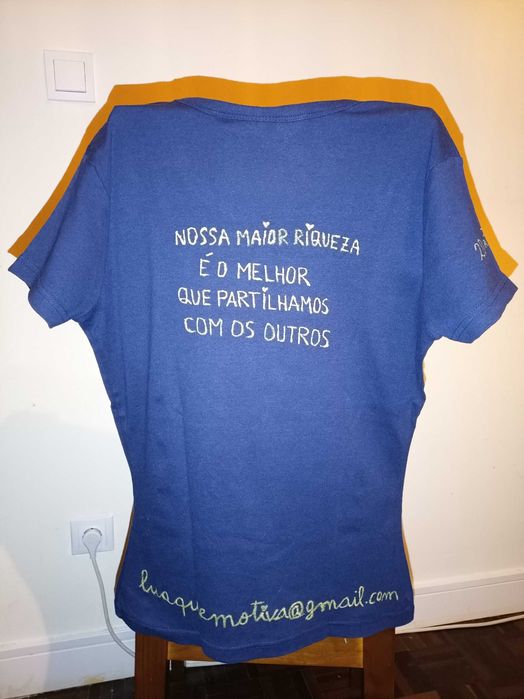 NOSSA MAIOR RIQUEZA
É O MELHOR
QUE PARTILHAMOS
COM OS OUTROS
luaquemotiva@gmail.com